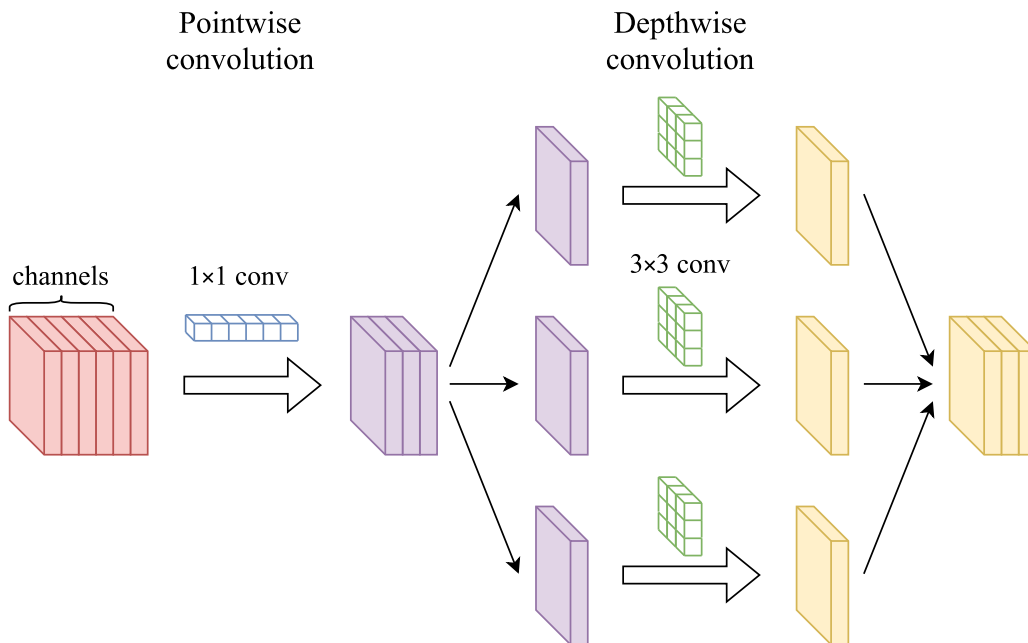 Pointwise
convolution
Depthwise
convolution
channels
1×1 conv
3×3 conv